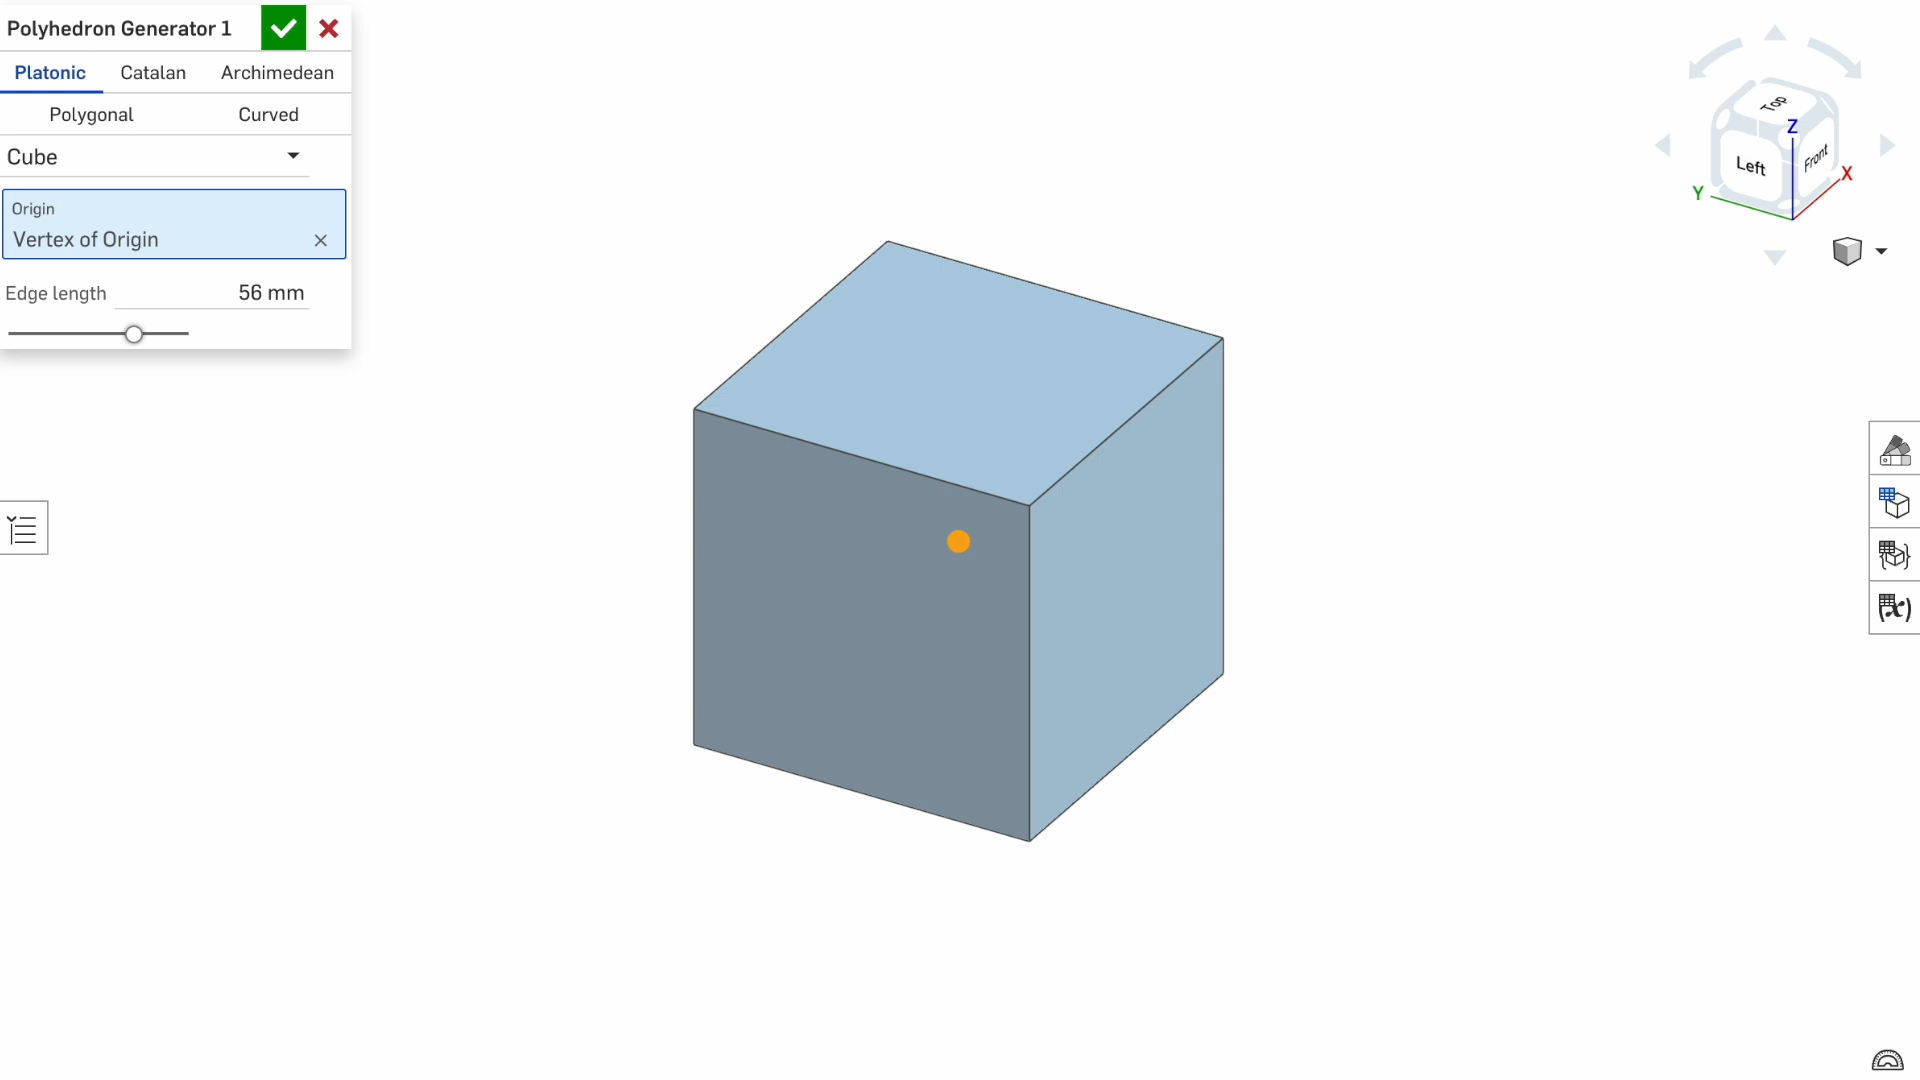 Polyhedron Generator 1
Platonic Catalan Archimedean
Polygonal Curved
Cube
Origin
Vertex of Origin
Edge length 56 mm
Top
Z
Left Front
X
Y
(x)